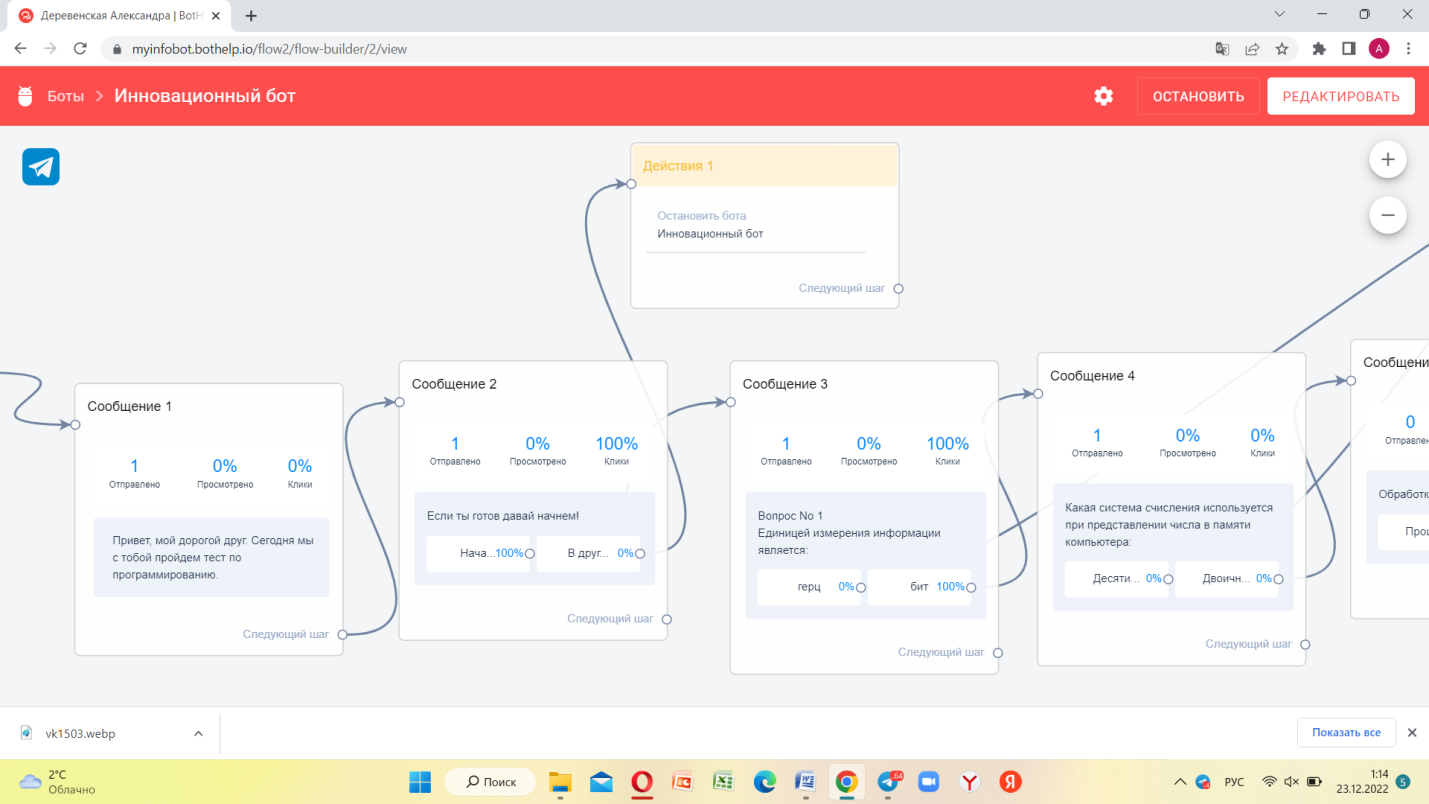 Деревенская Александра | BotH
myinfobot.bothelp.io/flow2/flow-builder/2/view
A
Боты > Инновационный бот
ОСТАНОВИТЬ
РЕДАКТИРОВАТЬ
Действия 1
Остановить бота
Инновационный бот
Следующий шаг
Сообщение 1
1 0% 0%
Отправлено Просмотрено Клики
Привет, мой дорогой друг. Сегодня мы
с тобой пройдем тест по
программированию.
Следующий шаг
Сообщение 2
1 0% 100%
Отправлено Просмотрено Клики
Если ты готов давай начнем!
Нача... 100% В друг... 0%
Следующий шаг
Сообщение 3
1 0% 100%
Отправлено Просмотрено Клики
Вопрос No 1
Единицей измерения информации
является:
герц 0% бит 100%
Следующий шаг
Сообщение 4
1 0% 0%
Отправлено Просмотрено Клики
Какая система счисления используется
при представлении числа в памяти
компьютера:
Десяти... 0% Двоичн... 0%
Следующий шаг
Сообщени
0
Отправлен
Обработк
Проц
vk1503.webp
Показать все
2°C
Облачно
Поиск
64
РУС
1:14
23.12.2022
5